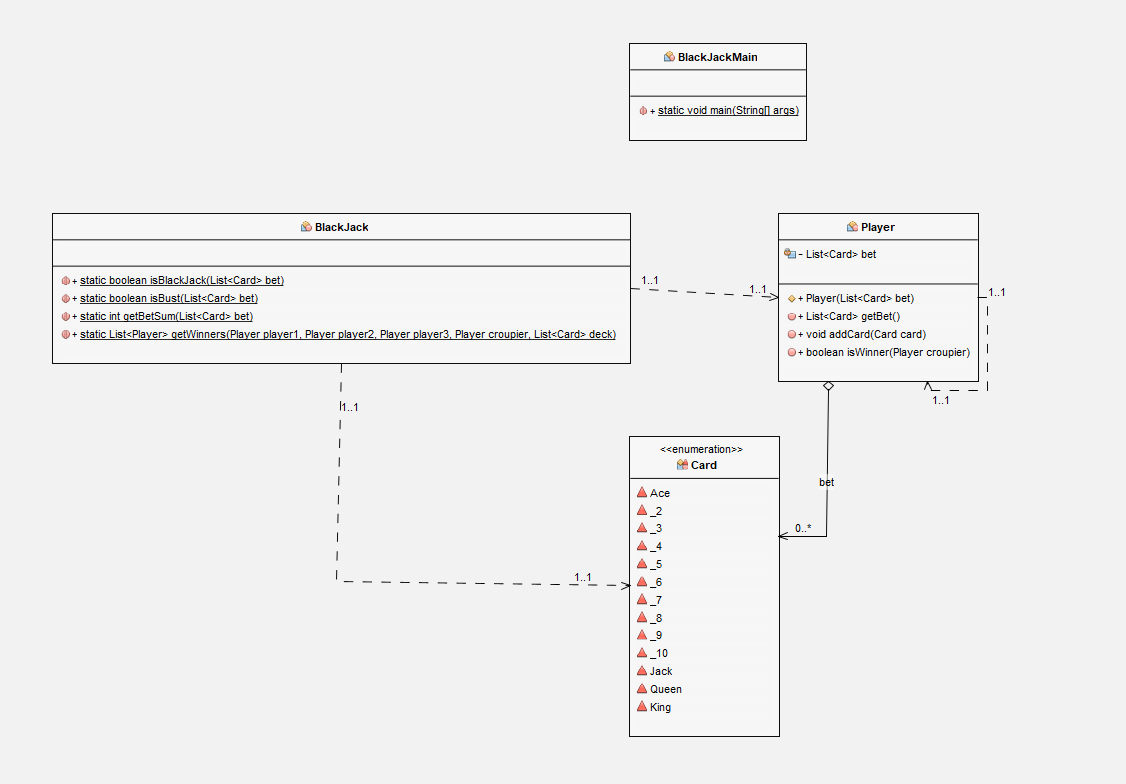 BlackJackMain
+ static void main(String[] args)
BlackJack
+ static boolean isBlackJack(List<Card> bet)
+ static boolean isBust(List<Card> bet)
+ static int getBetSum(List<Card> bet)
+ static List<Player> getWinners(Player player1, Player player2, Player player3, Player croupier, List<Card> deck)
1..1
1..1
Player
- List<Card> bet
+ Player(List<Card> bet)
+ List<Card> getBet()
+ void addCard(Card card)
+ boolean isWinner(Player croupier)
1..1
1..1
1..1
1..1
bet
0..*
<<enumeration>>
Card
Ace
_2
_3
_4
_5
_6
_7
_8
_9
_10
Jack
Queen
King